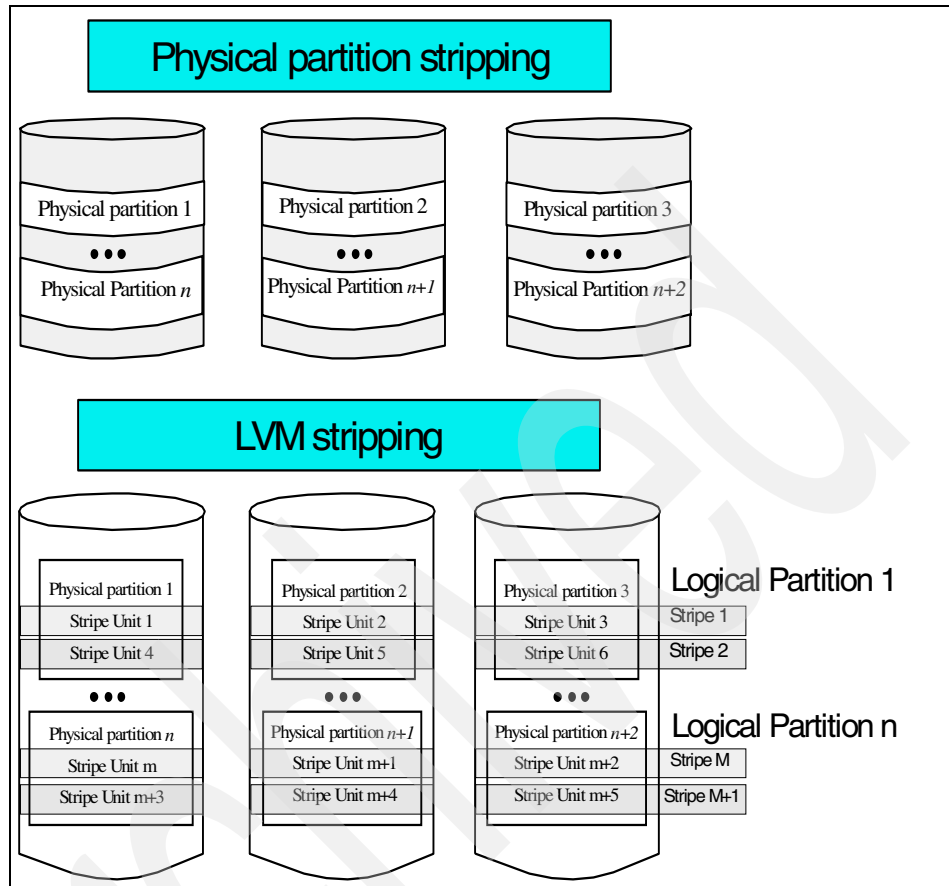 Physical partition stripping
Physical partition 1
Physical partition 2
Physical partition 3
•••
•••
•••
Physical Partition n
Physical Partition n+1
Physical Partition n+2
LVM stripping
Physical partition 1
Physical partition 2
Physical partition 3
Logical Partition 1
Stripe Unit 1
Stripe Unit 2
Stripe Unit 3
Stripe 1
Stripe Unit 4
Stripe Unit 5
Stripe Unit 6
Stripe 2
•••
•••
•••
Physical partition n
Physical partition n+1
Physical partition n+2
Logical Partition n
Stripe Unit m
Stripe Unit m+1
Stripe Unit m+2
Stripe M
Stripe Unit m+3
Stripe Unit m+4
Stripe Unit m+5
Stripe M+1